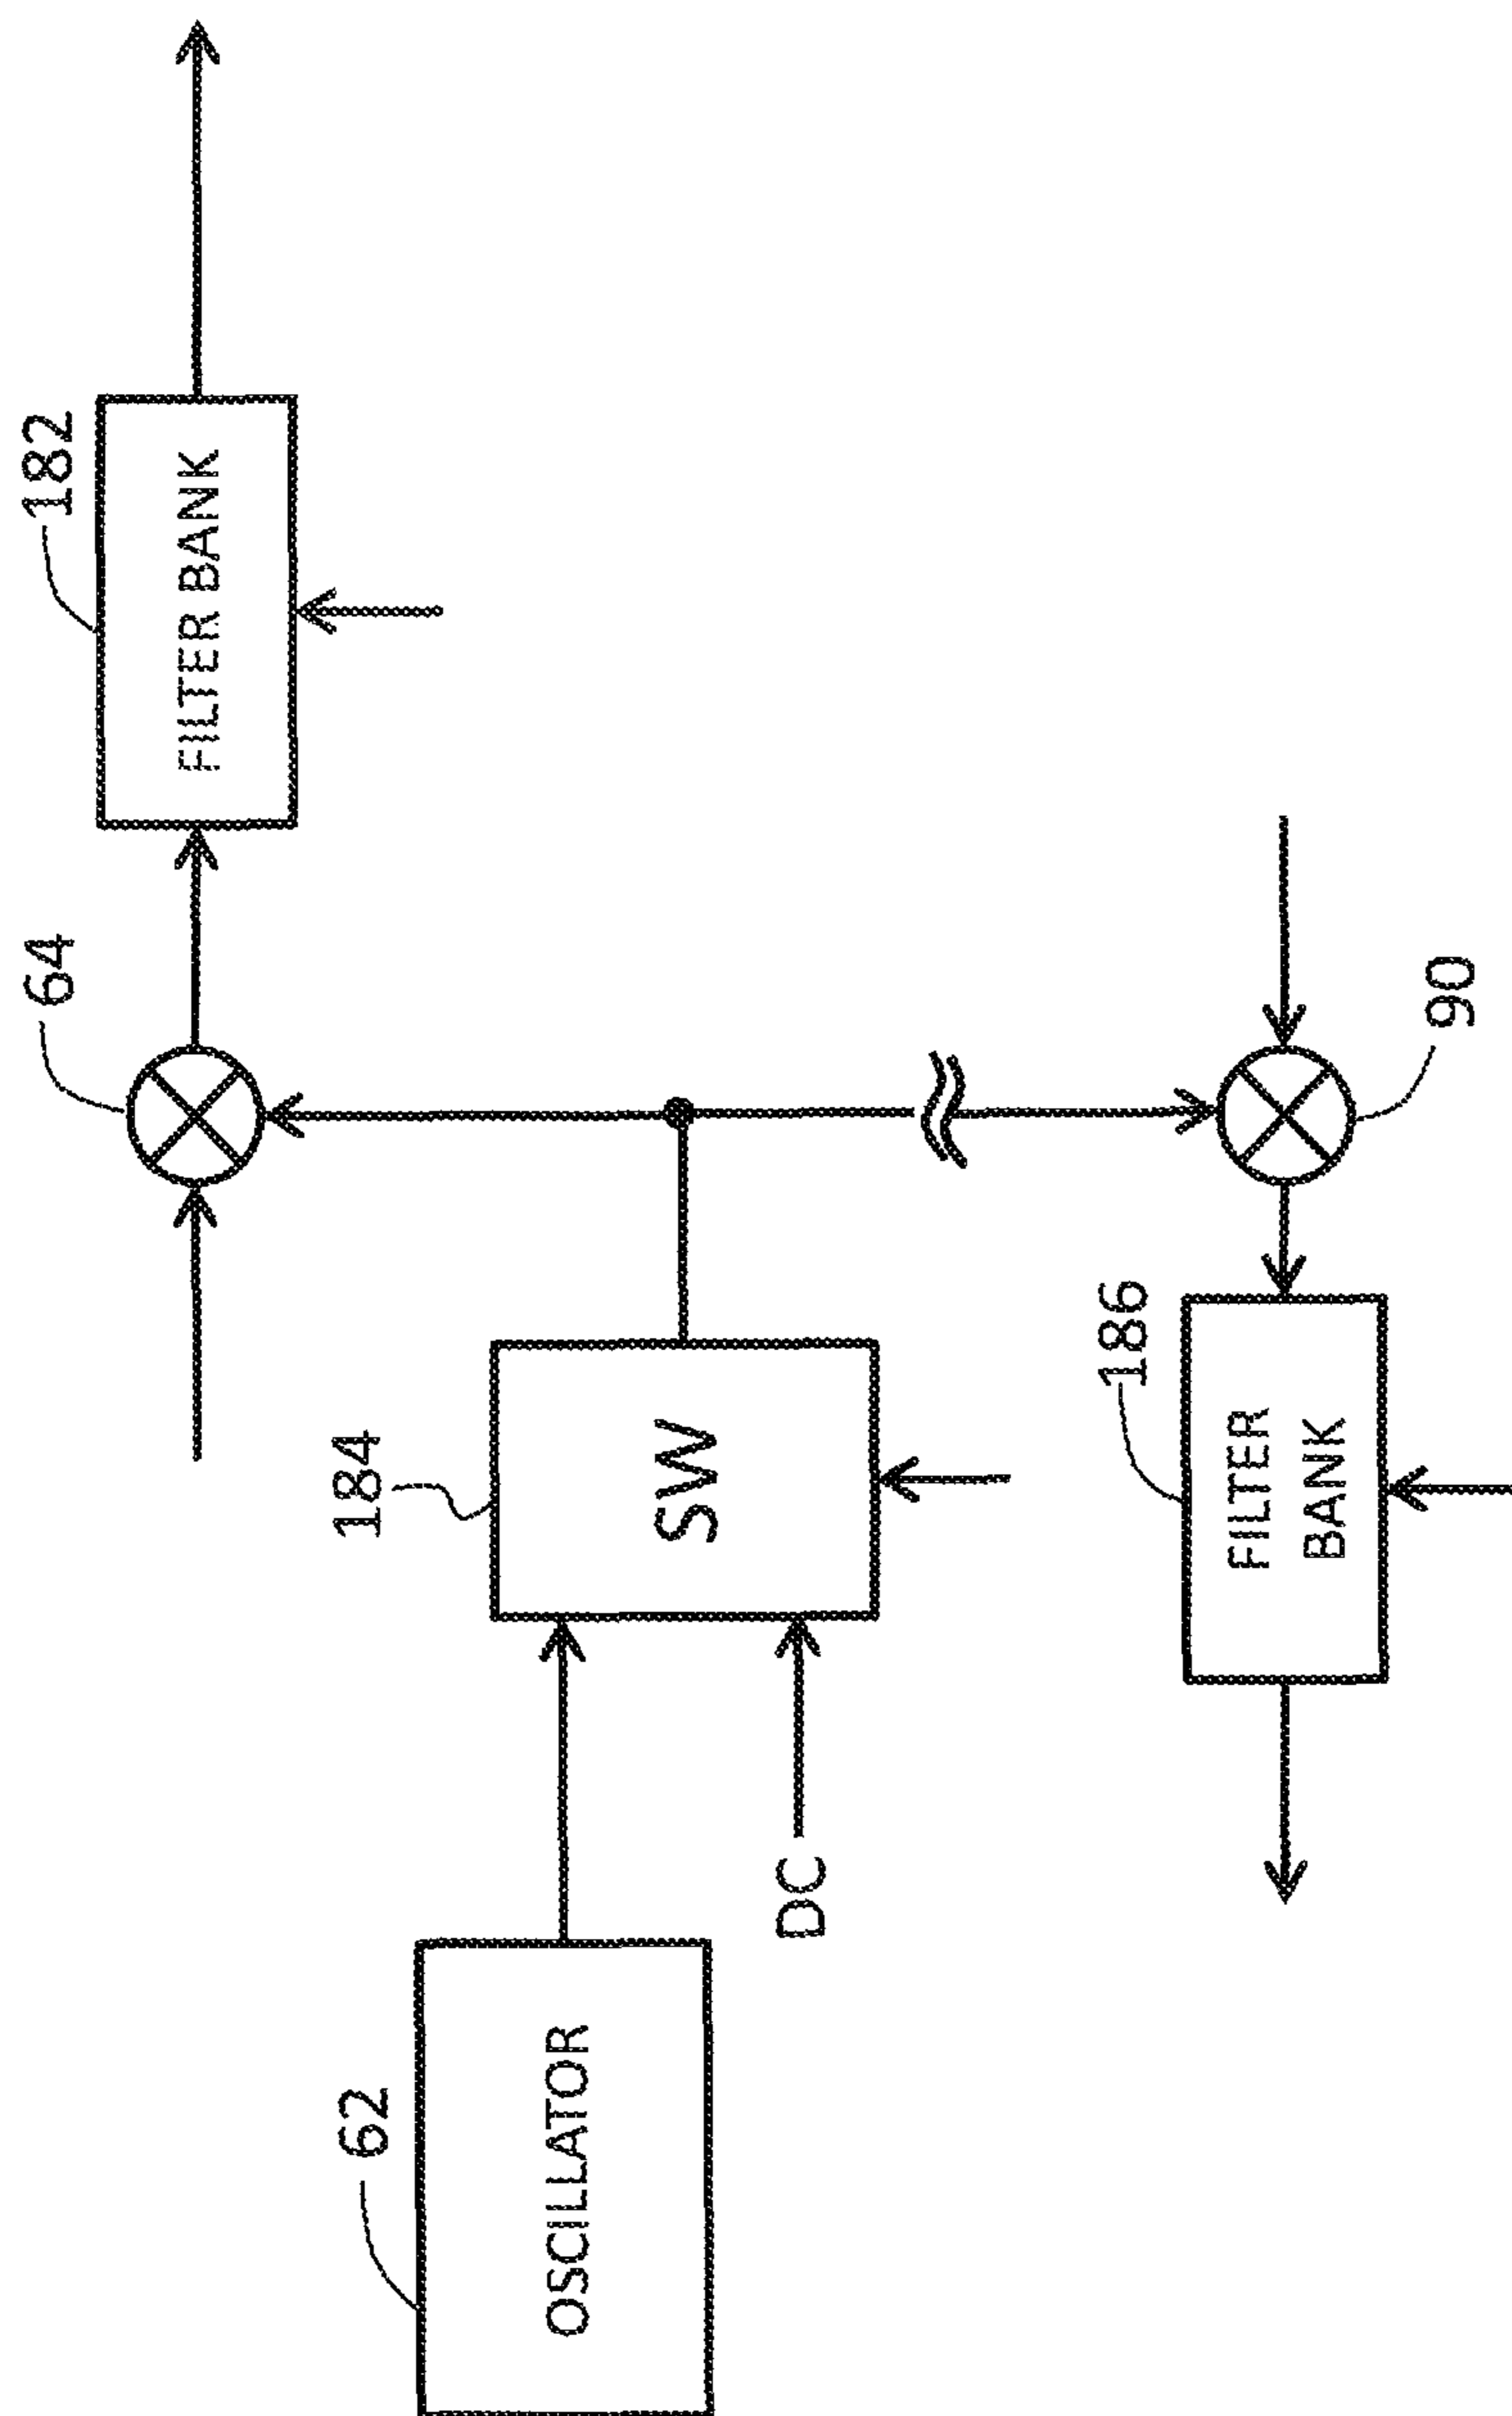 62
OSCILLATOR
DC
184
SW
64
182
FILTER BANK
186
FILTER
BANK
90